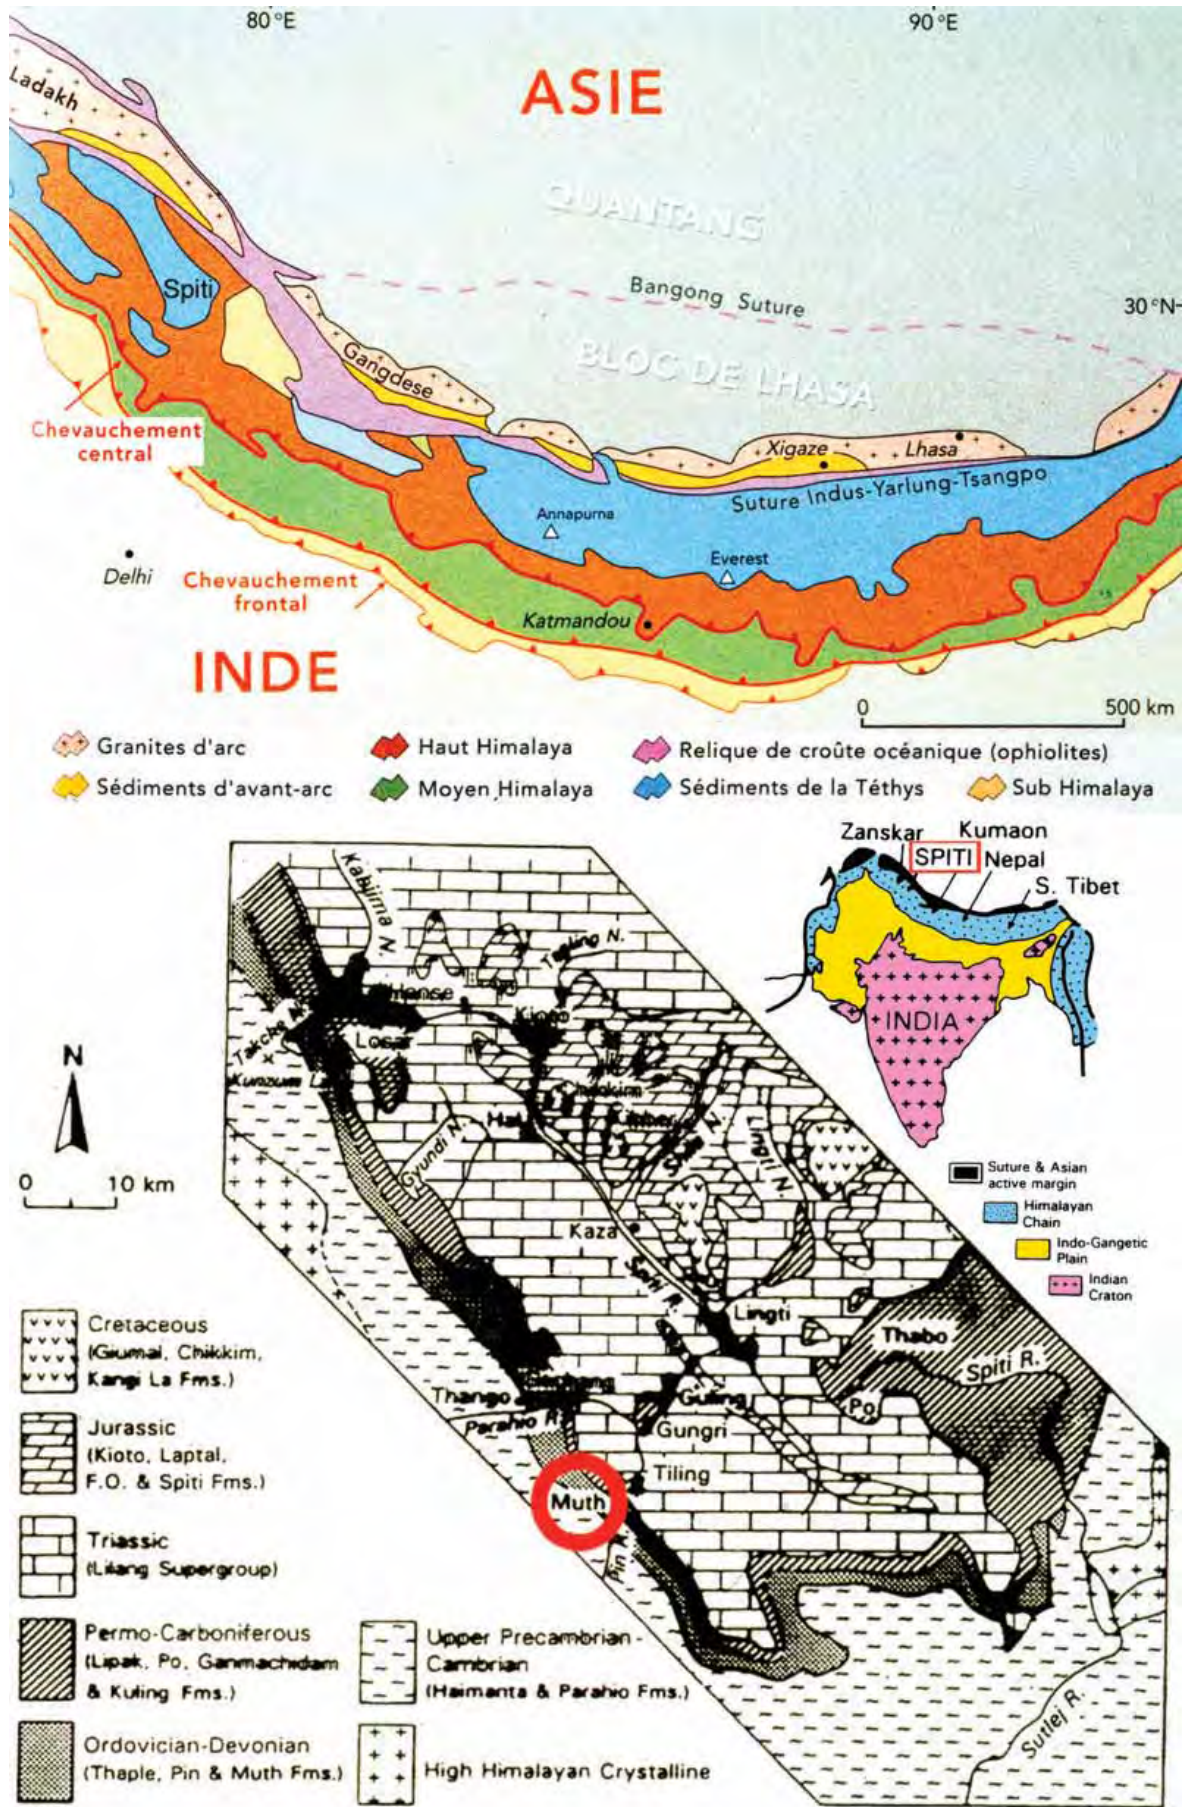 80 °E
90 °E
Ladakh
ASIE
QUANTANG
Spiti
Bangong Suture
30 °N
Gangdese
BLOC DE LHASA
Chevauchement
central
Xigaze
Lhasa
Suture Indus-Yarlung-Tsangpo
Annapurna
Everest
Delhi
Chevauchement
frontal
Katmandou
INDE
0 500 km
Granites d'arc
Haut Himalaya
Relique de croûte océanique (ophiolites)
Sédiments d'avant-arc
Moyen Himalaya
Sédiments de la Téthys
Sub Himalaya
Zanskar
Kumaon
SPITI
Nepal
S. Tibet
INDIA
Suture & Asian
active margin
Himalayan
Chain
Indo-Gangetic
Plain
Indian
Craton
N
0 10 km
Losar
Kioto
Hal
Gyundi N.
Lingti N.
Kaza
Spiti R.
Lingti
Thabo
Spiti R.
Po
Thango
Parahio R.
Guling
Gungri
Tiling
Muth
Pin R.
Sutlej R.
Cretaceous
(Giumal, Chikkim,
Kangi La Fms.)
Jurassic
(Kioto, Laptal,
F.O. & Spiti Fms.)
Triassic
(Lilang Supergroup)
Permo-Carboniferous
(Lipak, Po, Ganmachidam
& Kuling Fms.)
Ordovician-Devonian
(Thaple, Pin & Muth Fms.)
Upper Precambrian-
Cambrian
(Haimanta & Parahio Fms.)
High Himalayan Crystalline